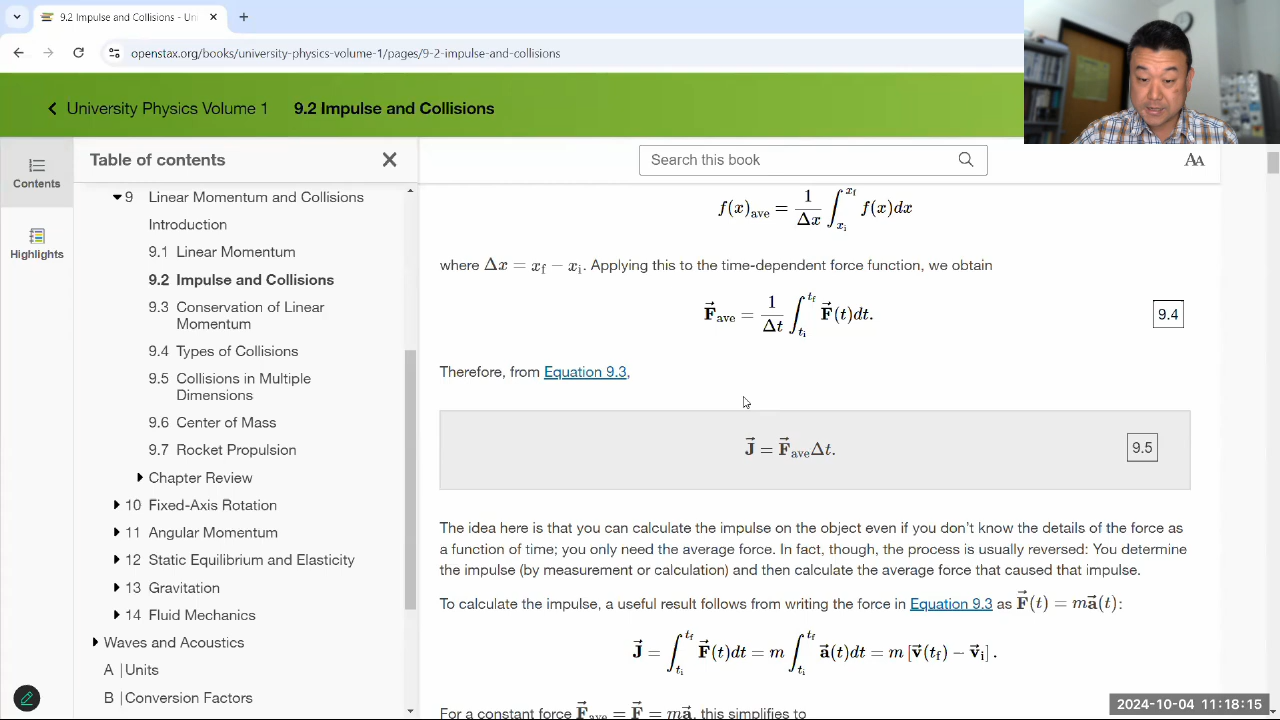 9.2 Impulse and Collisions - Uni
openstax.org/books/university-physics-volume-1/pages/9-2-impulse-and-collisions
University Physics Volume 1 9.2 Impulse and Collisions
Contents
Highlights
Table of contents
9 Linear Momentum and Collisions
Introduction
9.1 Linear Momentum
9.2 Impulse and Collisions
9.3 Conservation of Linear
Momentum
9.4 Types of Collisions
9.5 Collisions in Multiple
Dimensions
9.6 Center of Mass
9.7 Rocket Propulsion
Chapter Review
10 Fixed-Axis Rotation
11 Angular Momentum
12 Static Equilibrium and Elasticity
13 Gravitation
14 Fluid Mechanics
Waves and Acoustics
A | Units
B | Conversion Factors
Search this book
AA
f(x)ave = 1/Δx ∫_{xi}^{xf} f(x)dx
where Δx = xf − xi. Applying this to the time-dependent force function, we obtain
F⃗ave = 1/Δt ∫_{ti}^{tf} F⃗(t)dt. 9.4
Therefore, from Equation 9.3,
J⃗ = F⃗aveΔt. 9.5
The idea here is that you can calculate the impulse on the object even if you don’t know the details of the force as
a function of time; you only need the average force. In fact, though, the process is usually reversed: You determine
the impulse (by measurement or calculation) and then calculate the average force that caused that impulse.
To calculate the impulse, a useful result follows from writing the force in Equation 9.3 as F⃗(t) = ma⃗(t):
J⃗ = ∫_{ti}^{tf} F⃗(t)dt = m ∫_{ti}^{tf} a⃗(t)dt = m [v⃗(tf) − v⃗i].
For a constant force F⃗ave = F⃗ = ma⃗, this simplifies to
2024-10-04 11:18:15